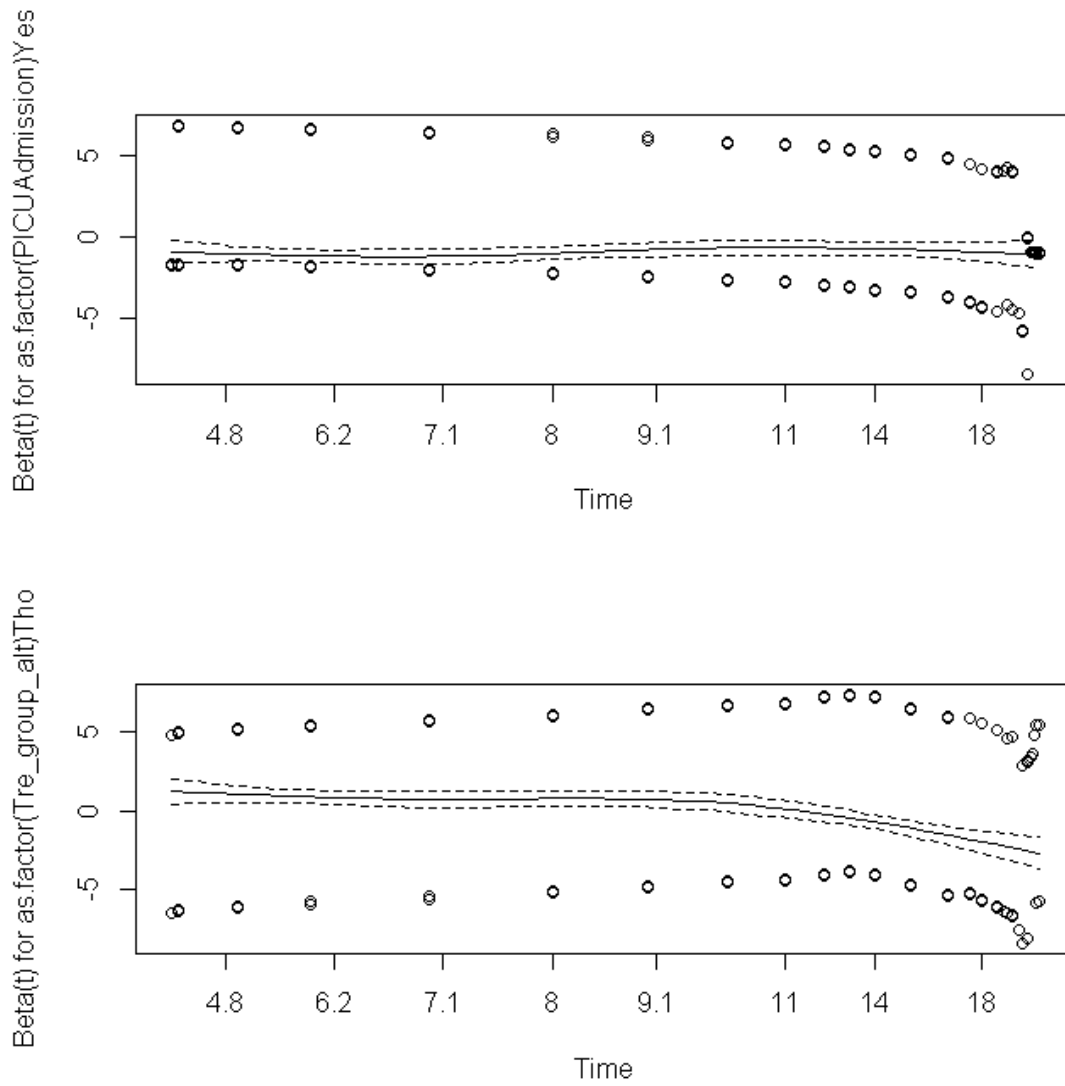 Beta(t) for as.factor(PICUAdmission)Yes
5
0
-5
4.8 6.2 7.1 8 9.1 11 14 18
Time
Beta(t) for as.factor(Tre_group_alt)Tho
5
0
-5
4.8 6.2 7.1 8 9.1 11 14 18
Time